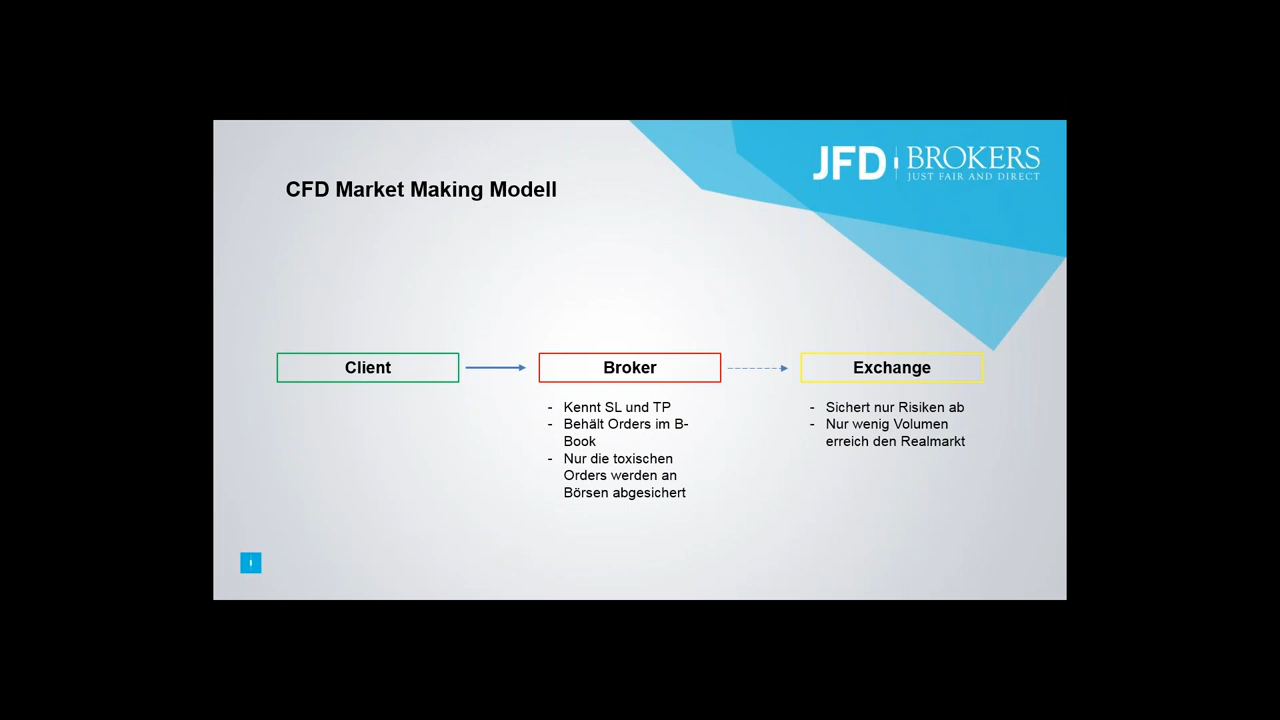 JFD BROKERS
JUST FAIR AND DIRECT
CFD Market Making Modell
Client
Broker
- Kennt SL und TP
- Behält Orders im B-
Book
- Nur die toxischen
Orders werden an
Börsen abgesichert
Exchange
- Sichert nur Risiken ab
- Nur wenig Volumen
erreich den Realmarkt